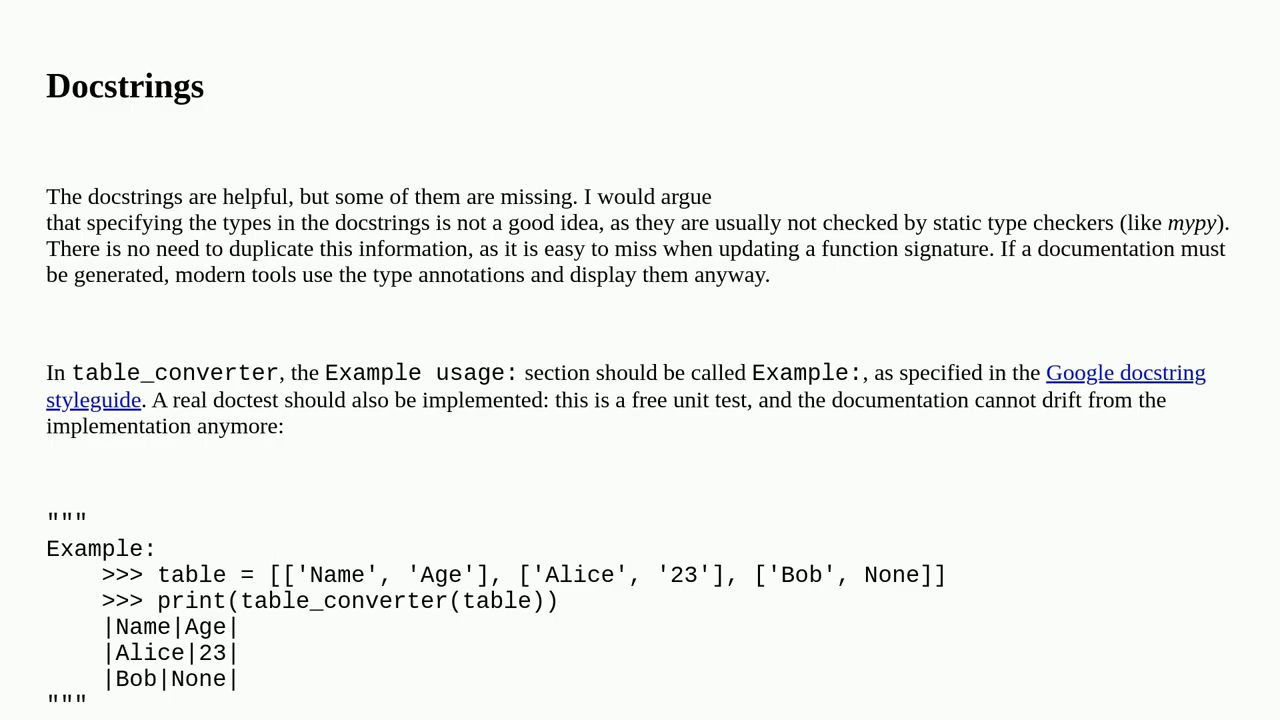 Docstrings
The docstrings are helpful, but some of them are missing. I would argue
that specifying the types in the docstrings is not a good idea, as they are usually not checked by static type checkers (like mypy).
There is no need to duplicate this information, as it is easy to miss when updating a function signature. If a documentation must
be generated, modern tools use the type annotations and display them anyway.
In table_converter, the Example usage: section should be called Example:, as specified in the Google docstring
styleguide. A real doctest should also be implemented: this is a free unit test, and the documentation cannot drift from the
implementation anymore:
"""
Example:
    >>> table = [['Name', 'Age'], ['Alice', '23'], ['Bob', None]]
    >>> print(table_converter(table))
    |Name|Age|
    |Alice|23|
    |Bob|None|
"""